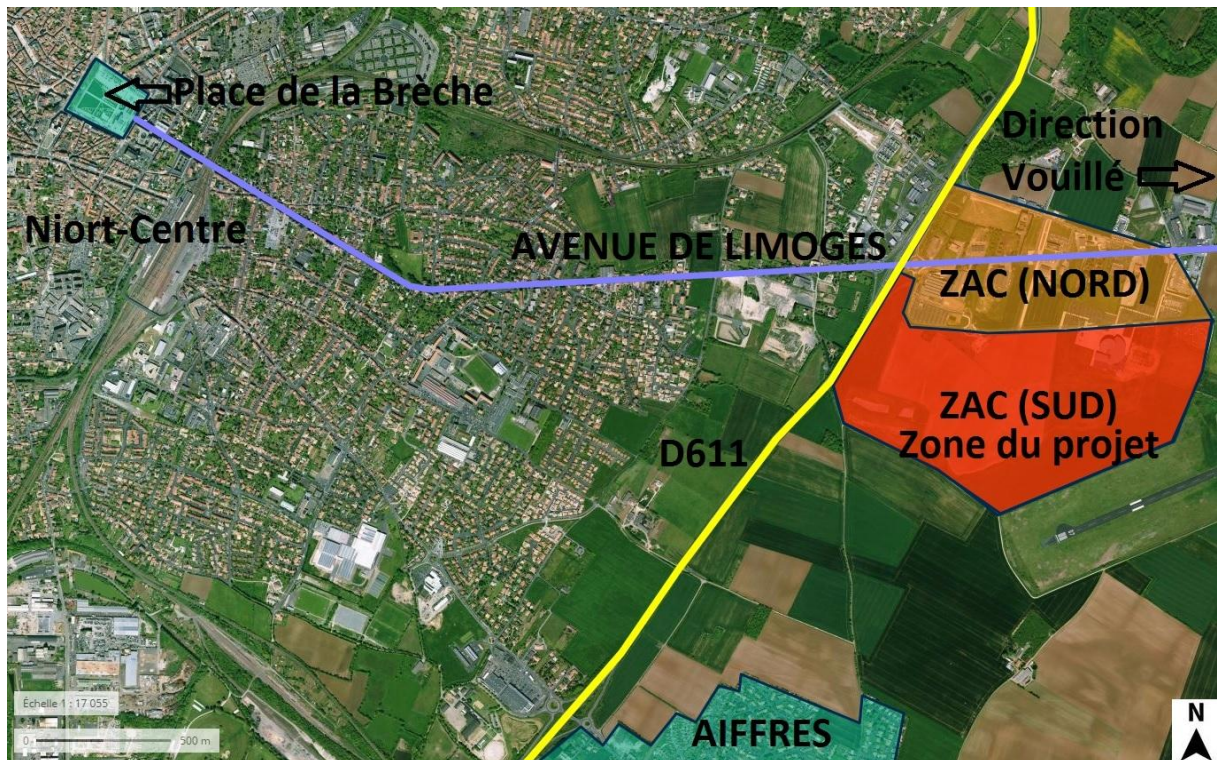 Place de la Brèche
Direction
Vouillé
Niort-Centre
AVENUE DE LIMOGES
ZAC (NORD)
ZAC (SUD)
Zone du projet
D611
Échelle 1 : 17 055
0 500 m
AIFFRES
N